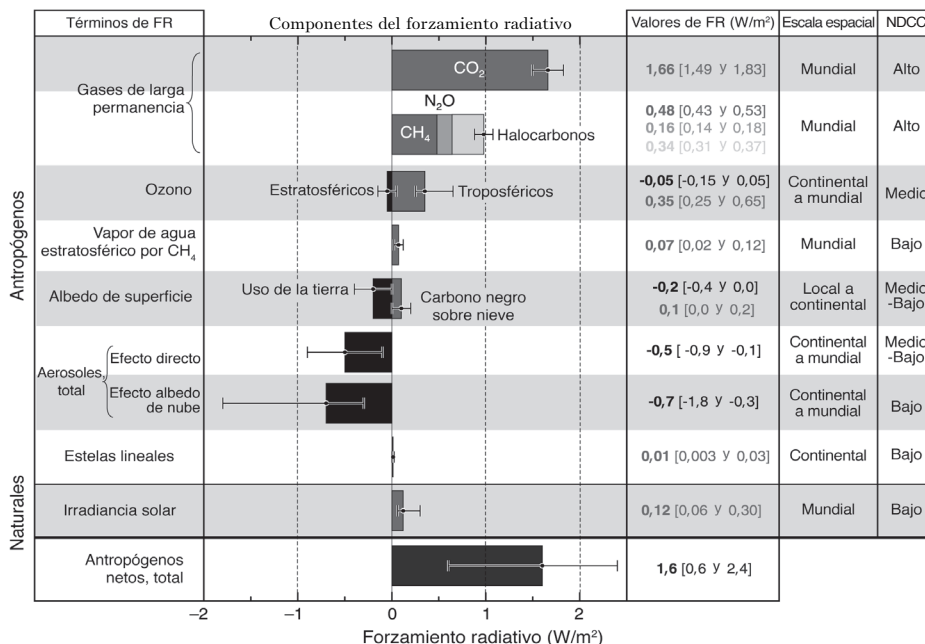 Términos de FR
Componentes del forzamiento radiativo
Valores de FR (W/m²)
Escala espacial
NDCC
Antropógenos
Gases de larga
permanencia
CO₂
1,66 [1,49 y 1,83]
Mundial
Alto
N₂O
CH₄
Halocarbonos
0,48 [0,43 y 0,53]
0,16 [0,14 y 0,18]
0,34 [0,31 y 0,37]
Mundial
Alto
Ozono
Estratosféricos
Troposféricos
-0,05 [-0,15 y 0,05]
0,35 [0,25 y 0,65]
Continental
a mundial
Medio
Vapor de agua
estratosférico por CH₄
0,07 [0,02 y 0,12]
Mundial
Bajo
Albedo de superficie
Uso de la tierra
Carbono negro
sobre nieve
-0,2 [-0,4 y 0,0]
0,1 [0,0 y 0,2]
Local a
continental
Medio
-Bajo
Aerosoles,
total
Efecto directo
-0,5 [ -0,9 y -0,1]
Continental
a mundial
Medio
-Bajo
Efecto albedo
de nube
-0,7 [-1,8 y -0,3]
Continental
a mundial
Bajo
Estelas lineales
0,01 [0,003 y 0,03]
Continental
Bajo
Naturales
Irradiancia solar
0,12 [0,06 y 0,30]
Mundial
Bajo
Antropógenos
netos, total
1,6 [0,6 y 2,4]
−2 −1 0 1 2
Forzamiento radiativo (W/m²)